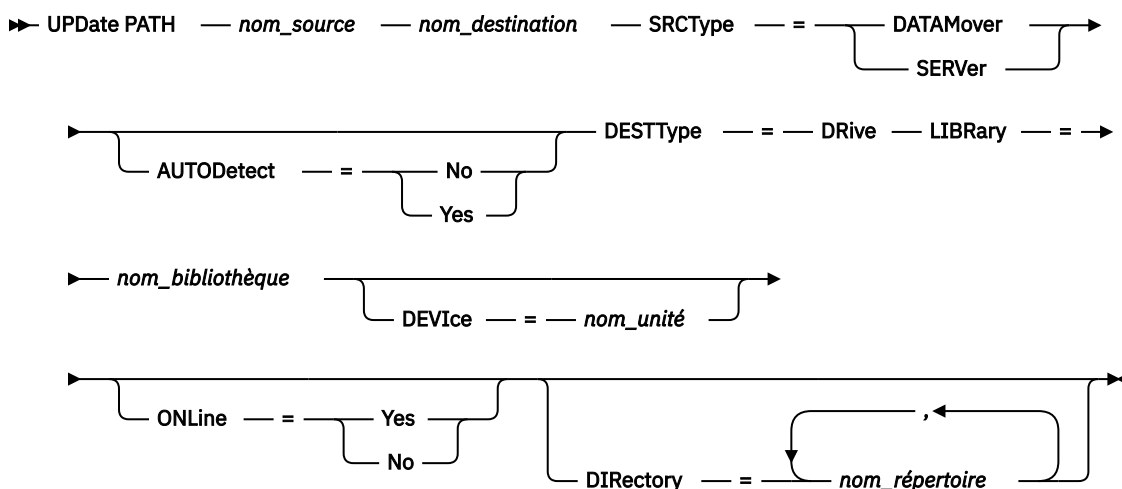 UPDate PATH nom_source nom_destination SRCType = DATAMover
SERVer
AUTODetect = No
Yes
DESTType = DRive LIBRary =
nom_bibliothèque
DEVIce = nom_unité
ONLine = Yes
No
DIRectory = nom_répertoire
,